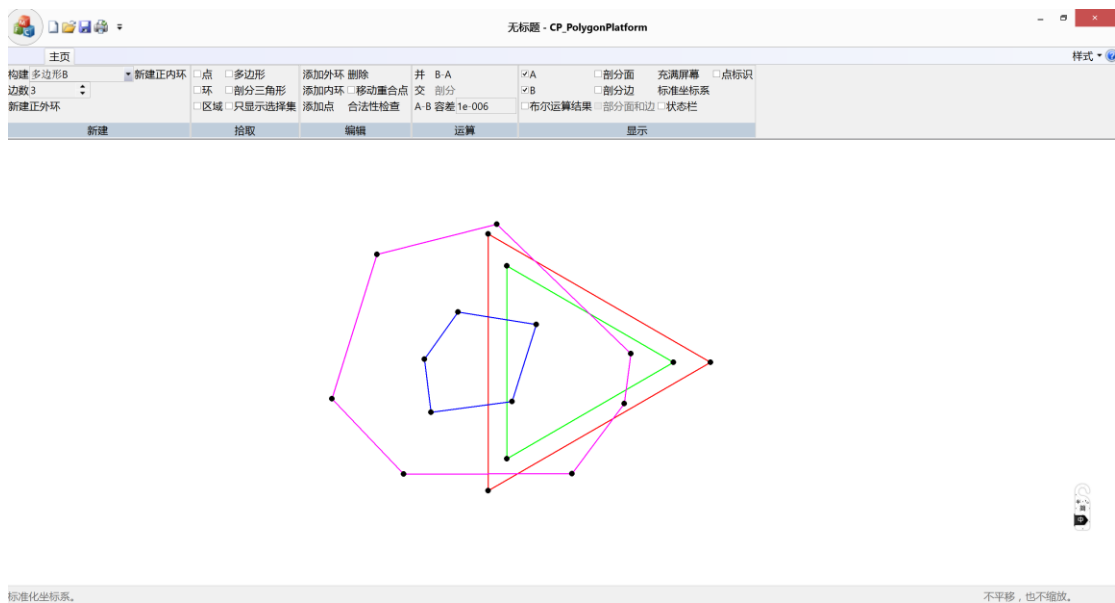 无标题 - CP_PolygonPlatform
主页
样式
构建 多边形B 新建正内环
点 多边形
添加外环 删除
并 B-A
A 剖分面 充满屏幕 点标识
边数 3
环 剖分三角形
添加内环 移动重合点
交 剖分
B 剖分边 标准坐标系
新建正外环
区域 只显示选择集
添加点 合法性检查
A-B 容差 1e-006
布尔运算结果 部分面和边 状态栏
新建 拾取 编辑 运算 显示
标准化坐标系。
不平移，也不缩放。